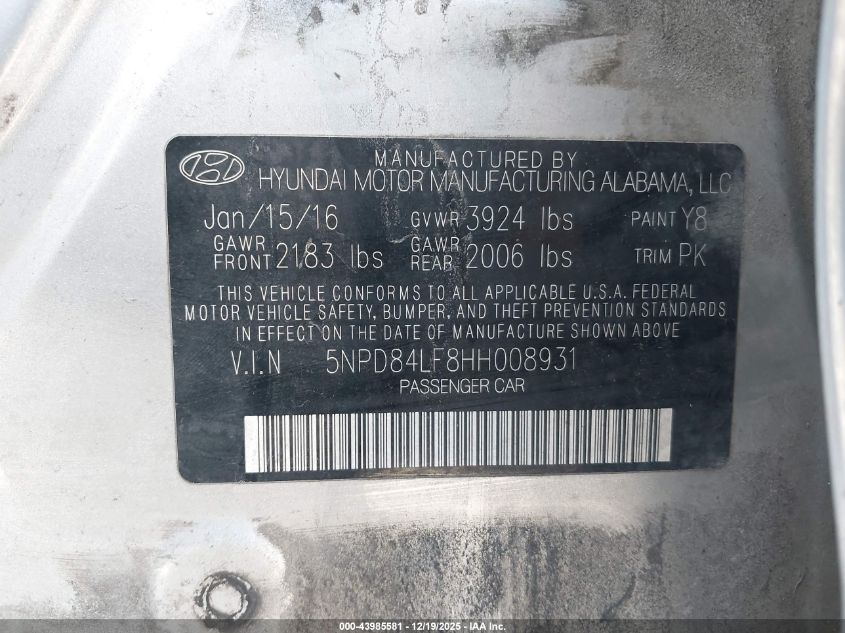 MANUFACTURED BY
HYUNDAI MOTOR MANUFACTURING ALABAMA, LLC
Jan/15/16 GVWR 3924 lbs PAINT Y8
GAWR FRONT 2183 lbs GAWR REAR 2006 lbs TRIM PK
THIS VEHICLE CONFORMS TO ALL APPLICABLE U.S.A. FEDERAL
MOTOR VEHICLE SAFETY, BUMPER, AND THEFT PREVENTION STANDARDS
IN EFFECT ON THE DATE OF MANUFACTURE SHOWN ABOVE
V.I.N 5NPD84LF8HH008931
PASSENGER CAR
000-43985581 - 12/19/2025 - IAA Inc.